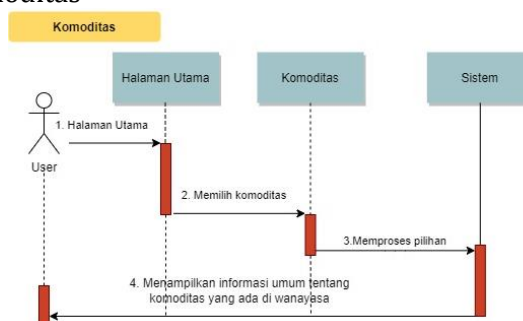 Komoditas
Halaman Utama
Komoditas
Sistem
1. Halaman Utama
User
2. Memilih komoditas
3.Memproses pilihan
4. Menampilkan informasi umum tentang
komoditas yang ada di wanayasa